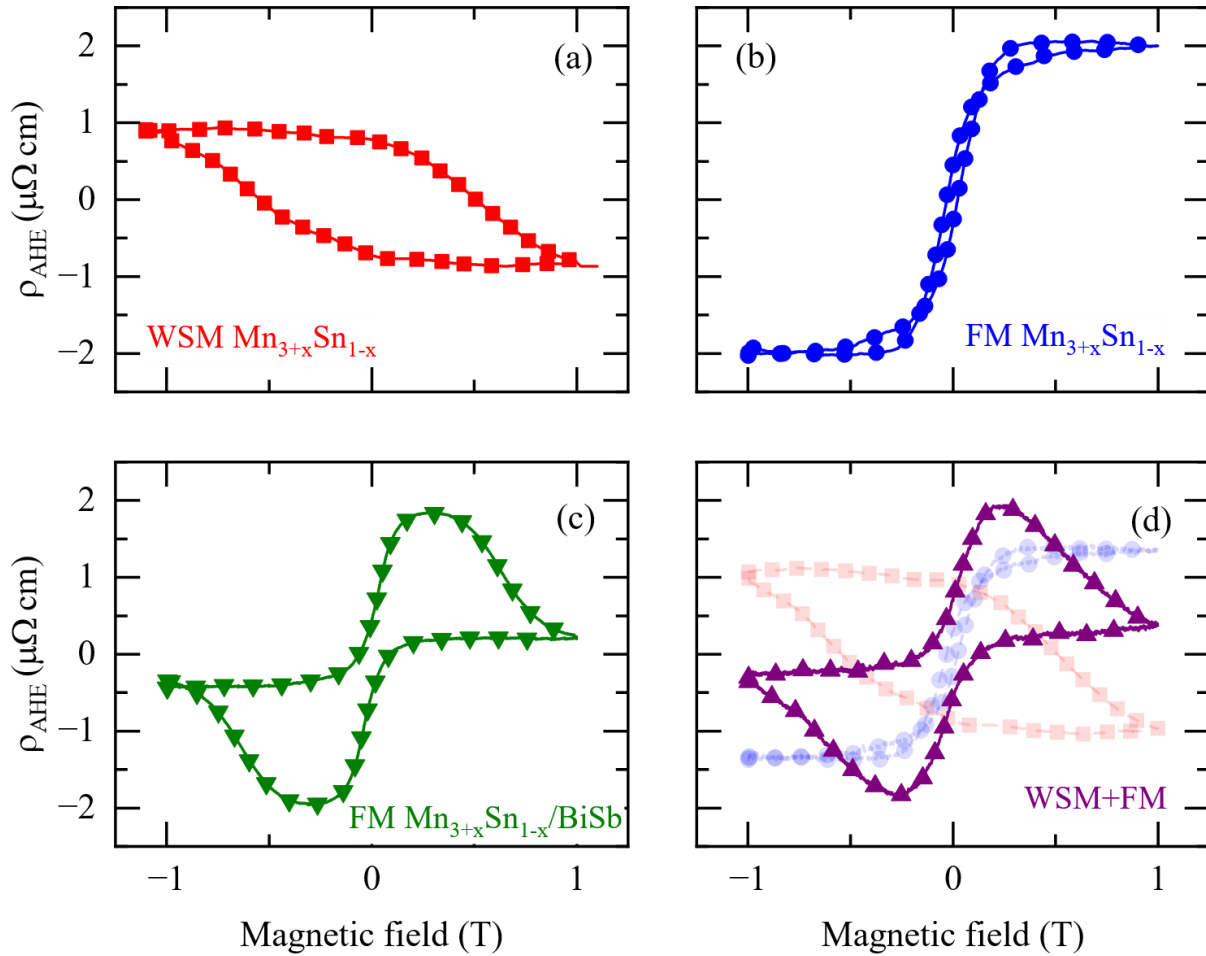 (a)
2
1
0
−1
−2
ρAHE (μΩ cm)
WSM Mn3+xSn1-x
(b)
FM Mn3+xSn1-x
(c)
2
1
0
−1
−2
ρAHE (μΩ cm)
FM Mn3+xSn1-x/BiSb
−1 0 1
Magnetic field (T)
(d)
WSM+FM
−1 0 1
Magnetic field (T)